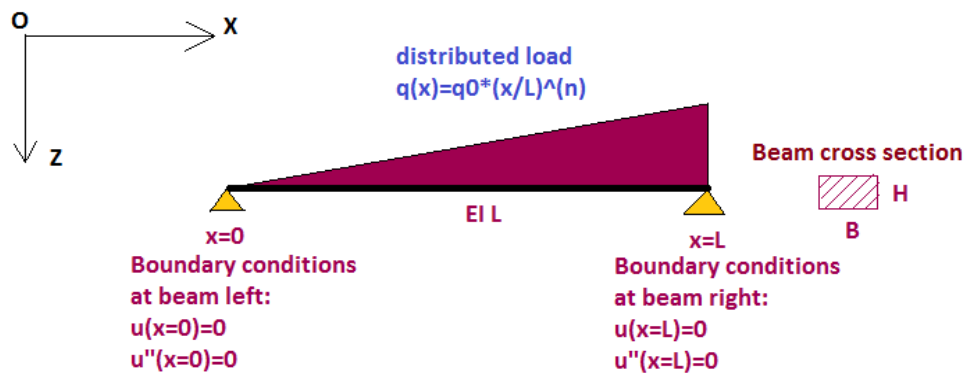 O
X
Z
distributed load
q(x)=q0*(x/L)^(n)
Beam cross section
H
B
EI L
x=0
Boundary conditions
at beam left:
u(x=0)=0
u''(x=0)=0
x=L
Boundary conditions
at beam right:
u(x=L)=0
u''(x=L)=0